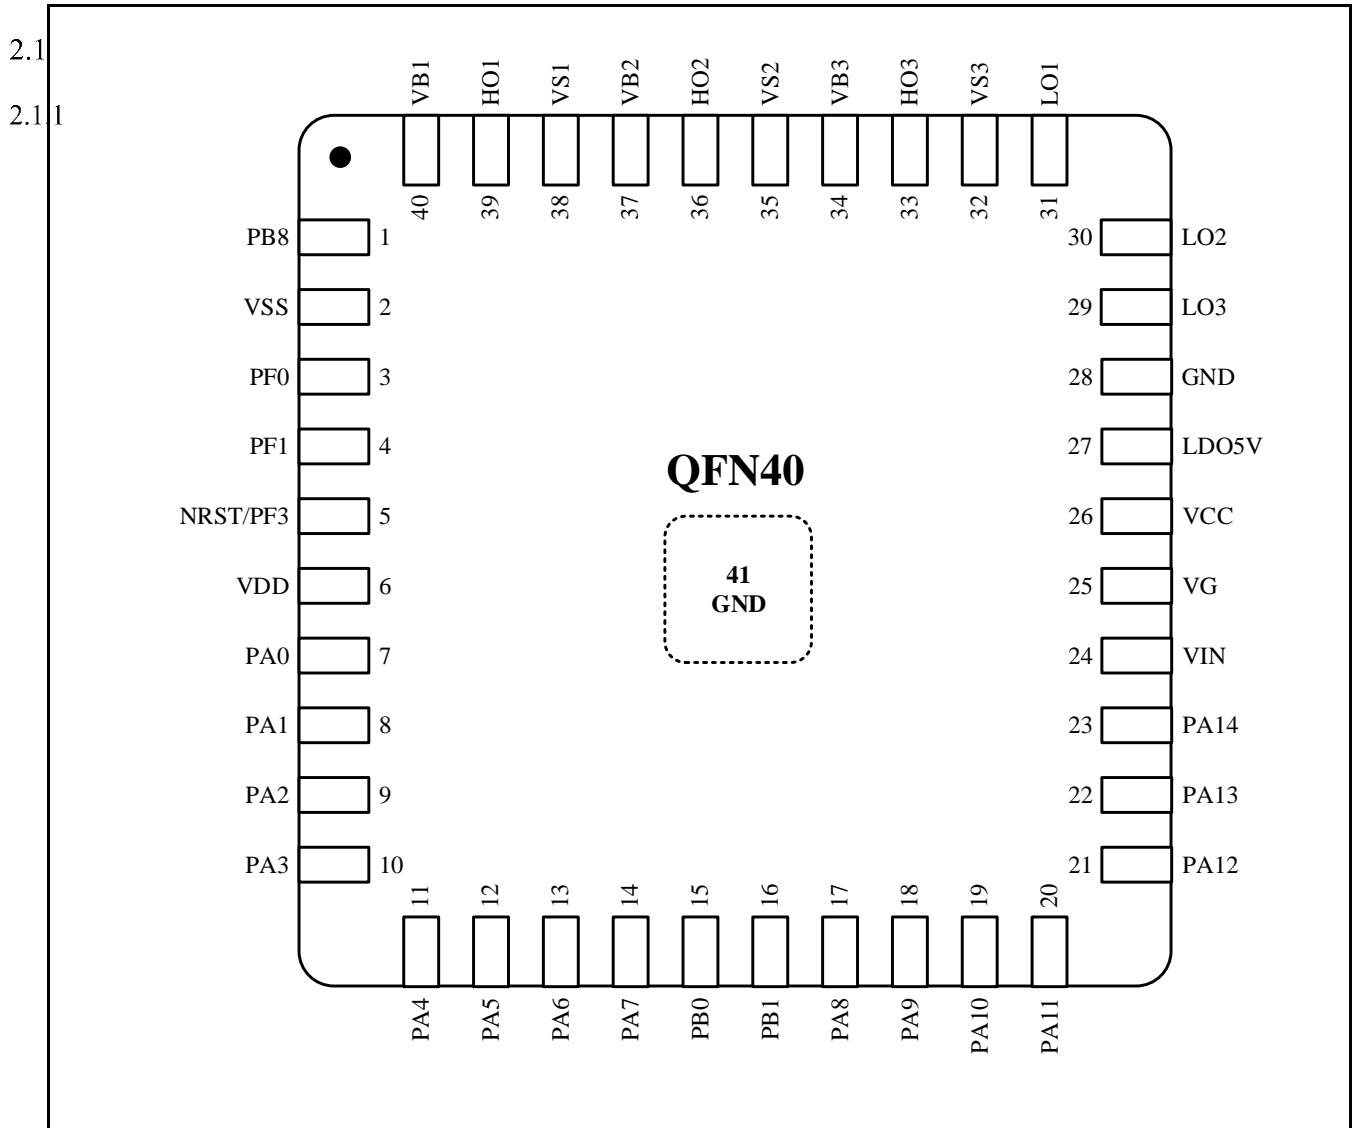 2.1
2.1.1
VB1 HO1 VS1 VB2 HO2 VS2 VB3 HO3 VS3 LO1
40 39 38 37 36 35 34 33 32 31
PB8 1 30 LO2
VSS 2 29 LO3
PF0 3 28 GND
PF1 4 27 LDO5V
QFN40
NRST/PF3 5 26 VCC
41
VDD 6 25 VG
GND
PA0 7 24 VIN
PA1 8 23 PA14
PA2 9 22 PA13
PA3 10 21 PA12
11 12 13 14 15 16 17 18 19 20
PA4 PA5 PA6 PA7 PB0 PB1 PA8 PA9 PA10 PA11